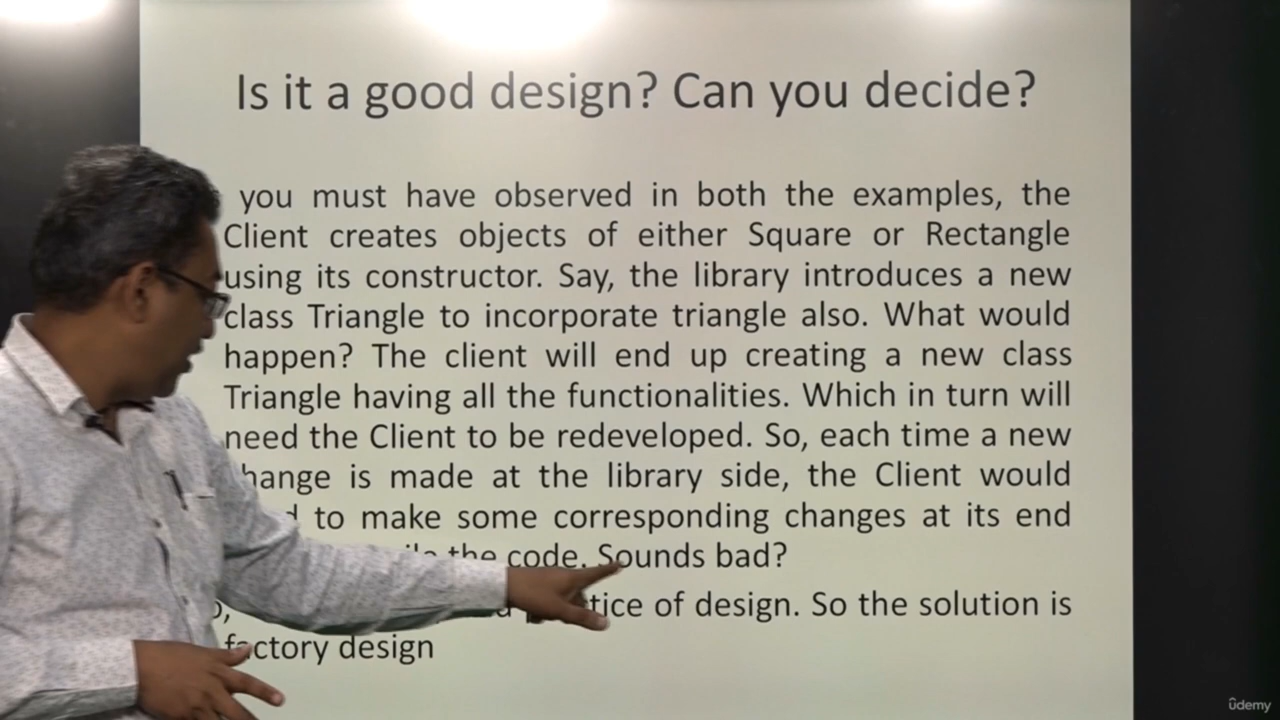 Is it a good design? Can you decide?
you must have observed in both the examples, the
Client creates objects of either Square or Rectangle
using its constructor. Say, the library introduces a new
class Triangle to incorporate triangle also. What would
happen? The client will end up creating a new class
Triangle having all the functionalities. Which in turn will
need the Client to be redeveloped. So, each time a new
change is made at the library side, the Client would
to make some corresponding changes at its end
the code. Sounds bad?
of design. So the solution is
factory design
udemy